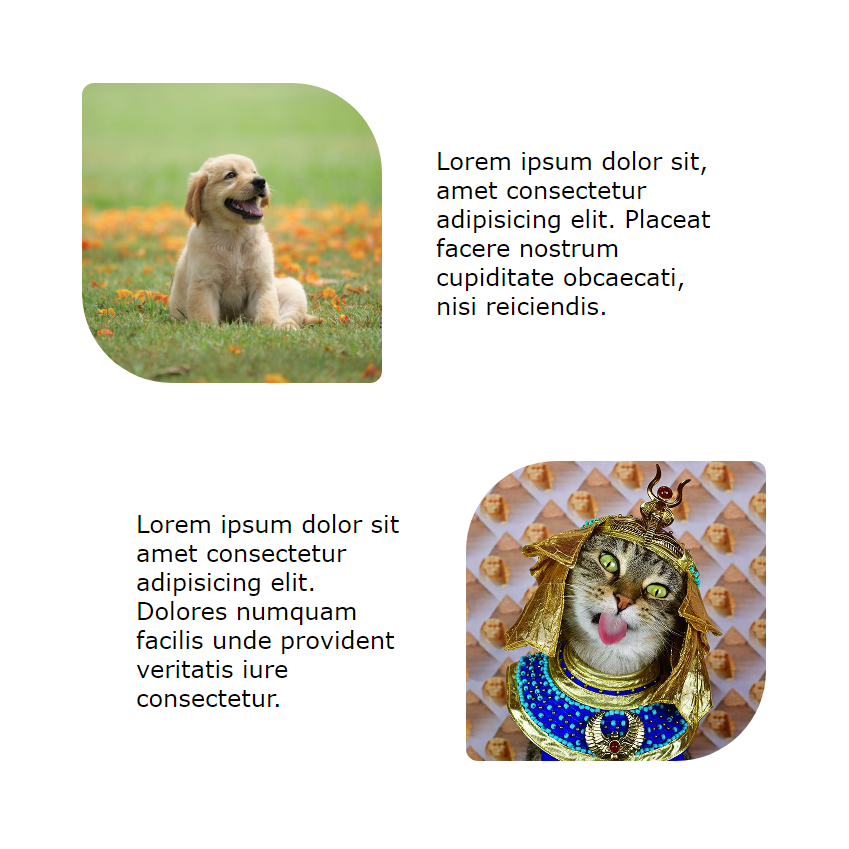 Lorem ipsum dolor sit,
amet consectetur
adipisicing elit. Placeat
facere nostrum
cupiditate obcaecati,
nisi reiciendis.
Lorem ipsum dolor sit
amet consectetur
adipisicing elit.
Dolores numquam
facilis unde provident
veritatis iure
consectetur.